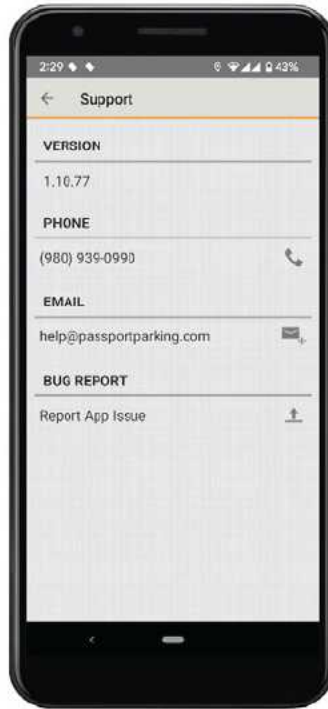 2:29 43%
Support
VERSION
1.10.77
PHONE
(980) 939-0990
EMAIL
help@passportparking.com
BUG REPORT
Report App Issue